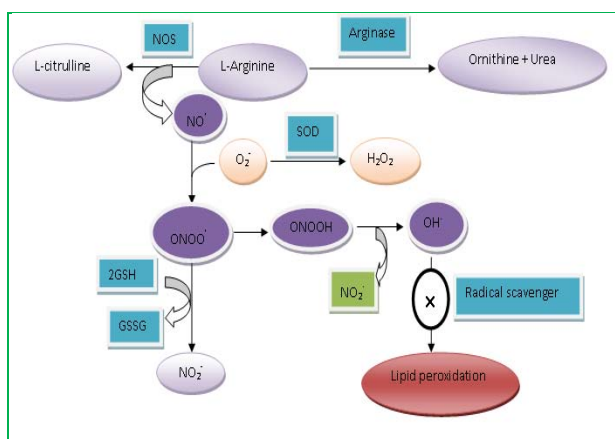 NOS
Arginase
L-citrulline
L-Arginine
Ornithine + Urea
NO˙
SOD
O₂˙
H₂O₂
ONOO˙
ONOOH
OH˙
2GSH
NO₂˙
Radical scavenger
X
GSSG
NO₂⁻
Lipid peroxidation